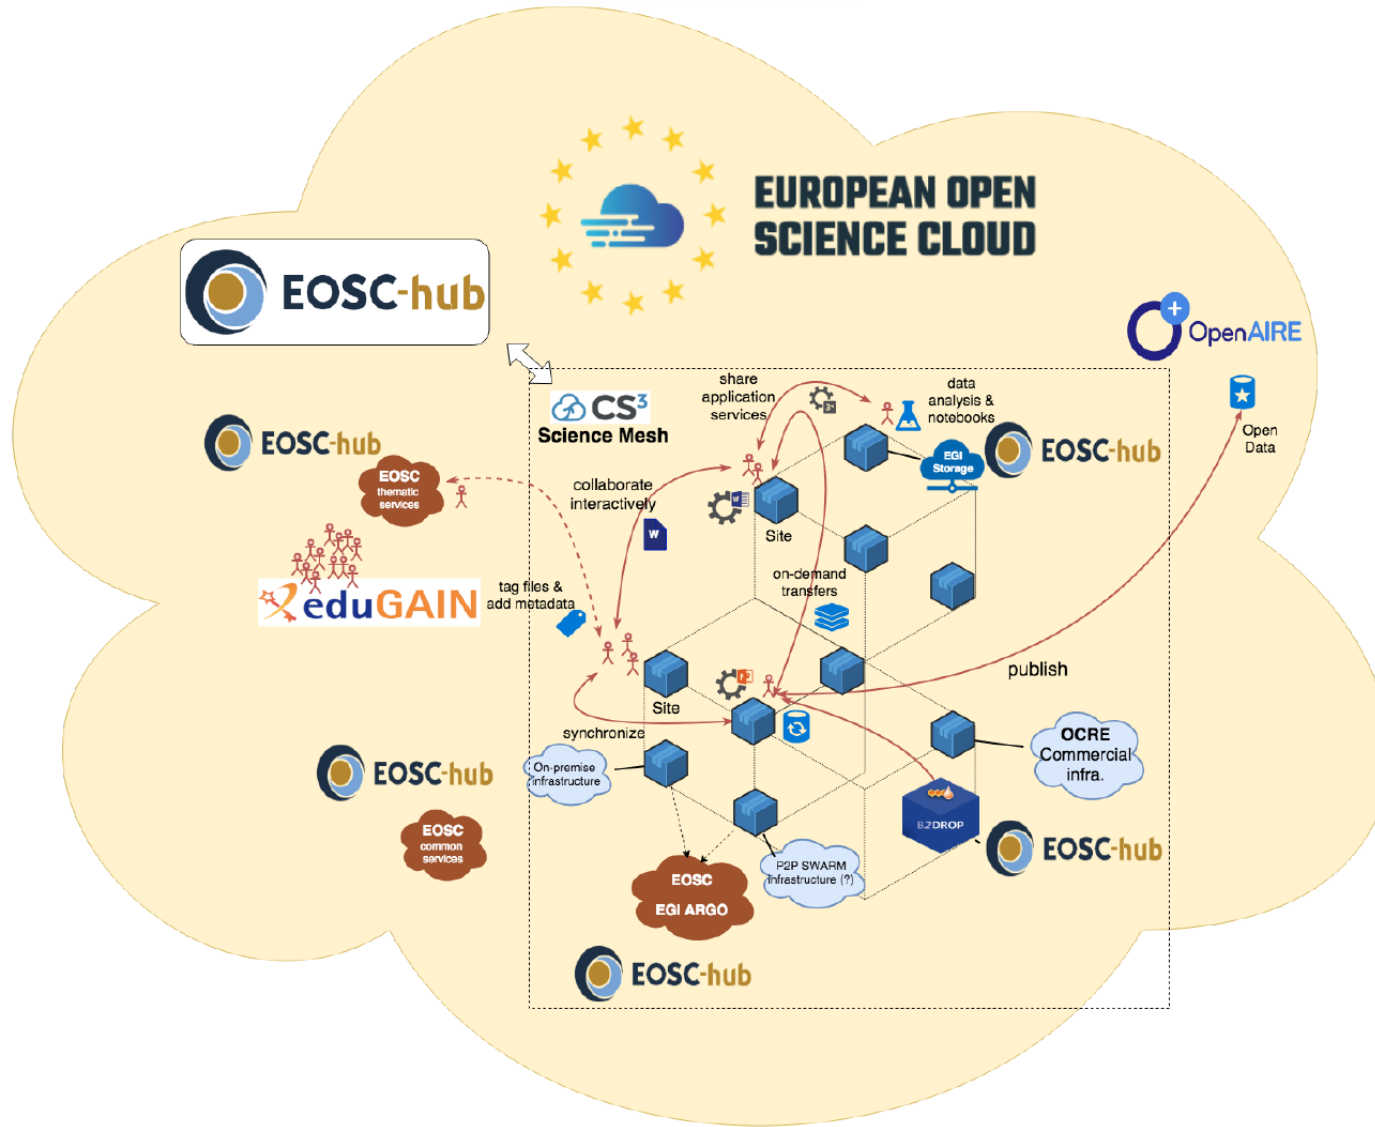 EUROPEAN OPEN
SCIENCE CLOUD
EOSC-hub
OpenAIRE
CS³
Science Mesh
share
application
services
data
analysis &
notebooks
Open
Data
EOSC-hub
EOSC
thematic
services
EGI
Storage
EOSC-hub
collaborate
interactively
W
Site
on-demand
transfers
eduGAIN
tag files &
add metadata
publish
Site
synchronize
On-premise
infrastructure
OCRE
Commercial
infra.
EOSC-hub
EOSC
common
services
B2DROP
EOSC-hub
P2P SWARM
infrastructure (?)
EOSC
EGI ARGO
EOSC-hub